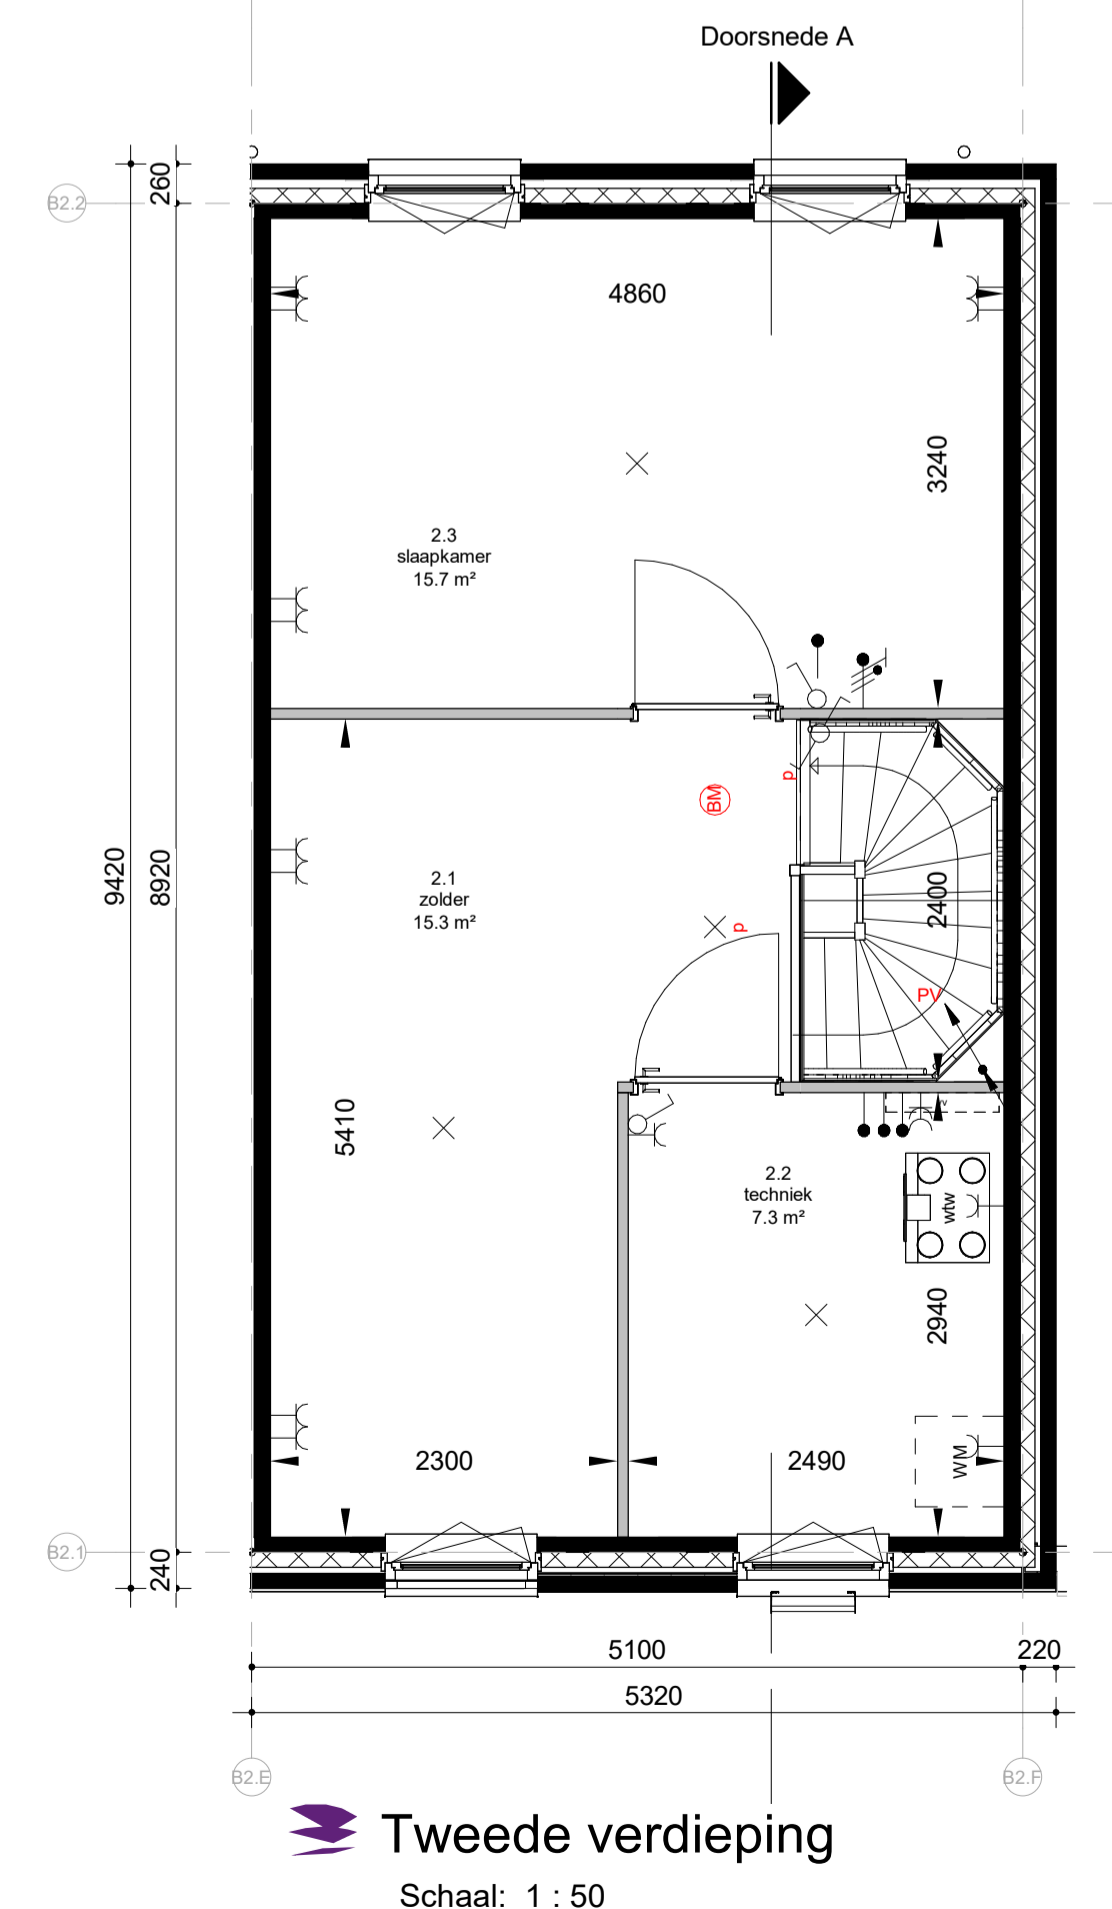 Doorsnede A
260
B2.2
4860
3240
2.3
slaapkamer
15.7 m²
p
BM
9420
8920
2.1
zolder
15.3 m²
2400
p
PV
5410
2.2
techniek
7.3 m²
wtw
2940
2300
2490
WM
B2.1
240
5100
220
5320
B2.E
B2.F
Tweede verdieping
Schaal: 1 : 50